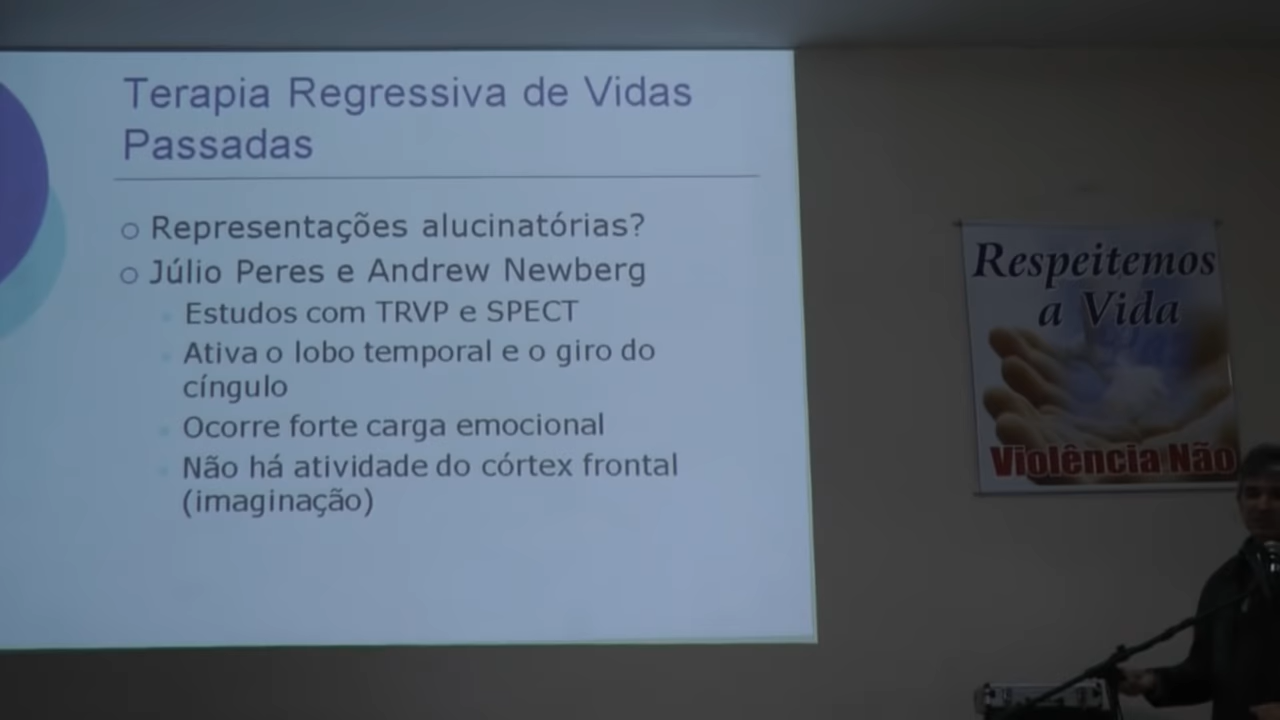 Terapia Regressiva de Vidas
Passadas
Representações alucinatórias?
Júlio Peres e Andrew Newberg
Estudos com TRVP e SPECT
Ativa o lobo temporal e o giro do
cíngulo
Ocorre forte carga emocional
Não há atividade do córtex frontal
(imaginação)
Respeitemos
a Vida
Violência Não